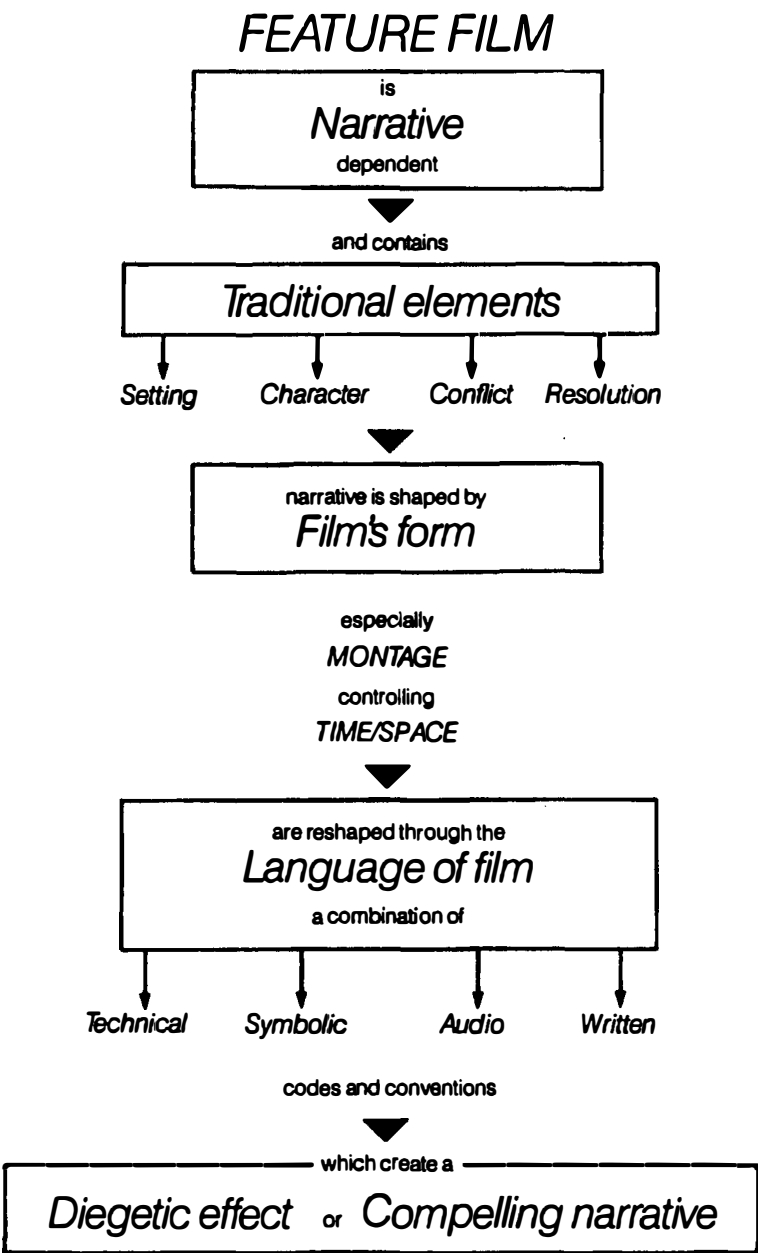 FEATURE FILM
is
Narrative
dependent
and contains
Traditional elements
Setting Character Conflict Resolution
narrative is shaped by
Film's form
especially
MONTAGE
controlling
TIME/SPACE
are reshaped through the
Language of film
a combination of
Technical Symbolic Audio Written
codes and conventions
which create a
Diegetic effect or Compelling narrative